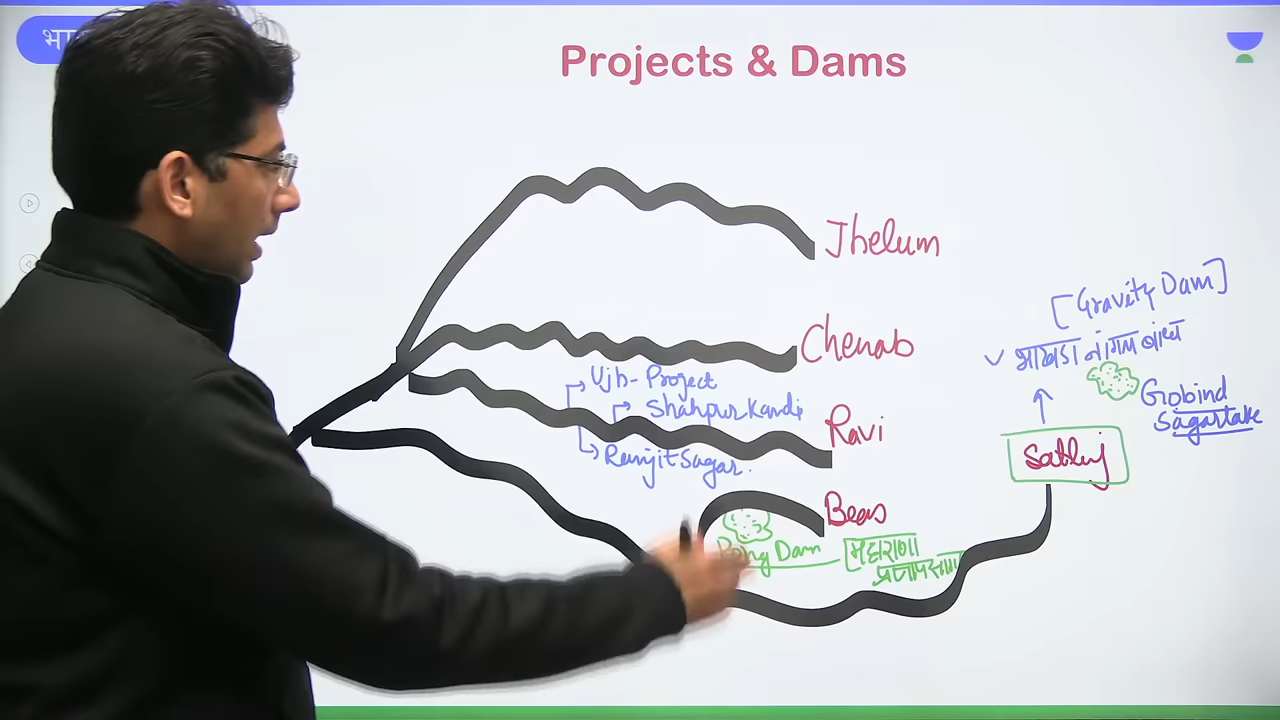 भा
Projects & Dams
Jhelum
[Gravity Dam]
Chenab
भाखडा नांगल बांध
Ujh - Project
Shahpur Kandi
Gobind
Sagar Lake
Ravi
Ranjit Sagar.
Satluj
Beas
Pong Dam
महाराणा
प्रताप सागर